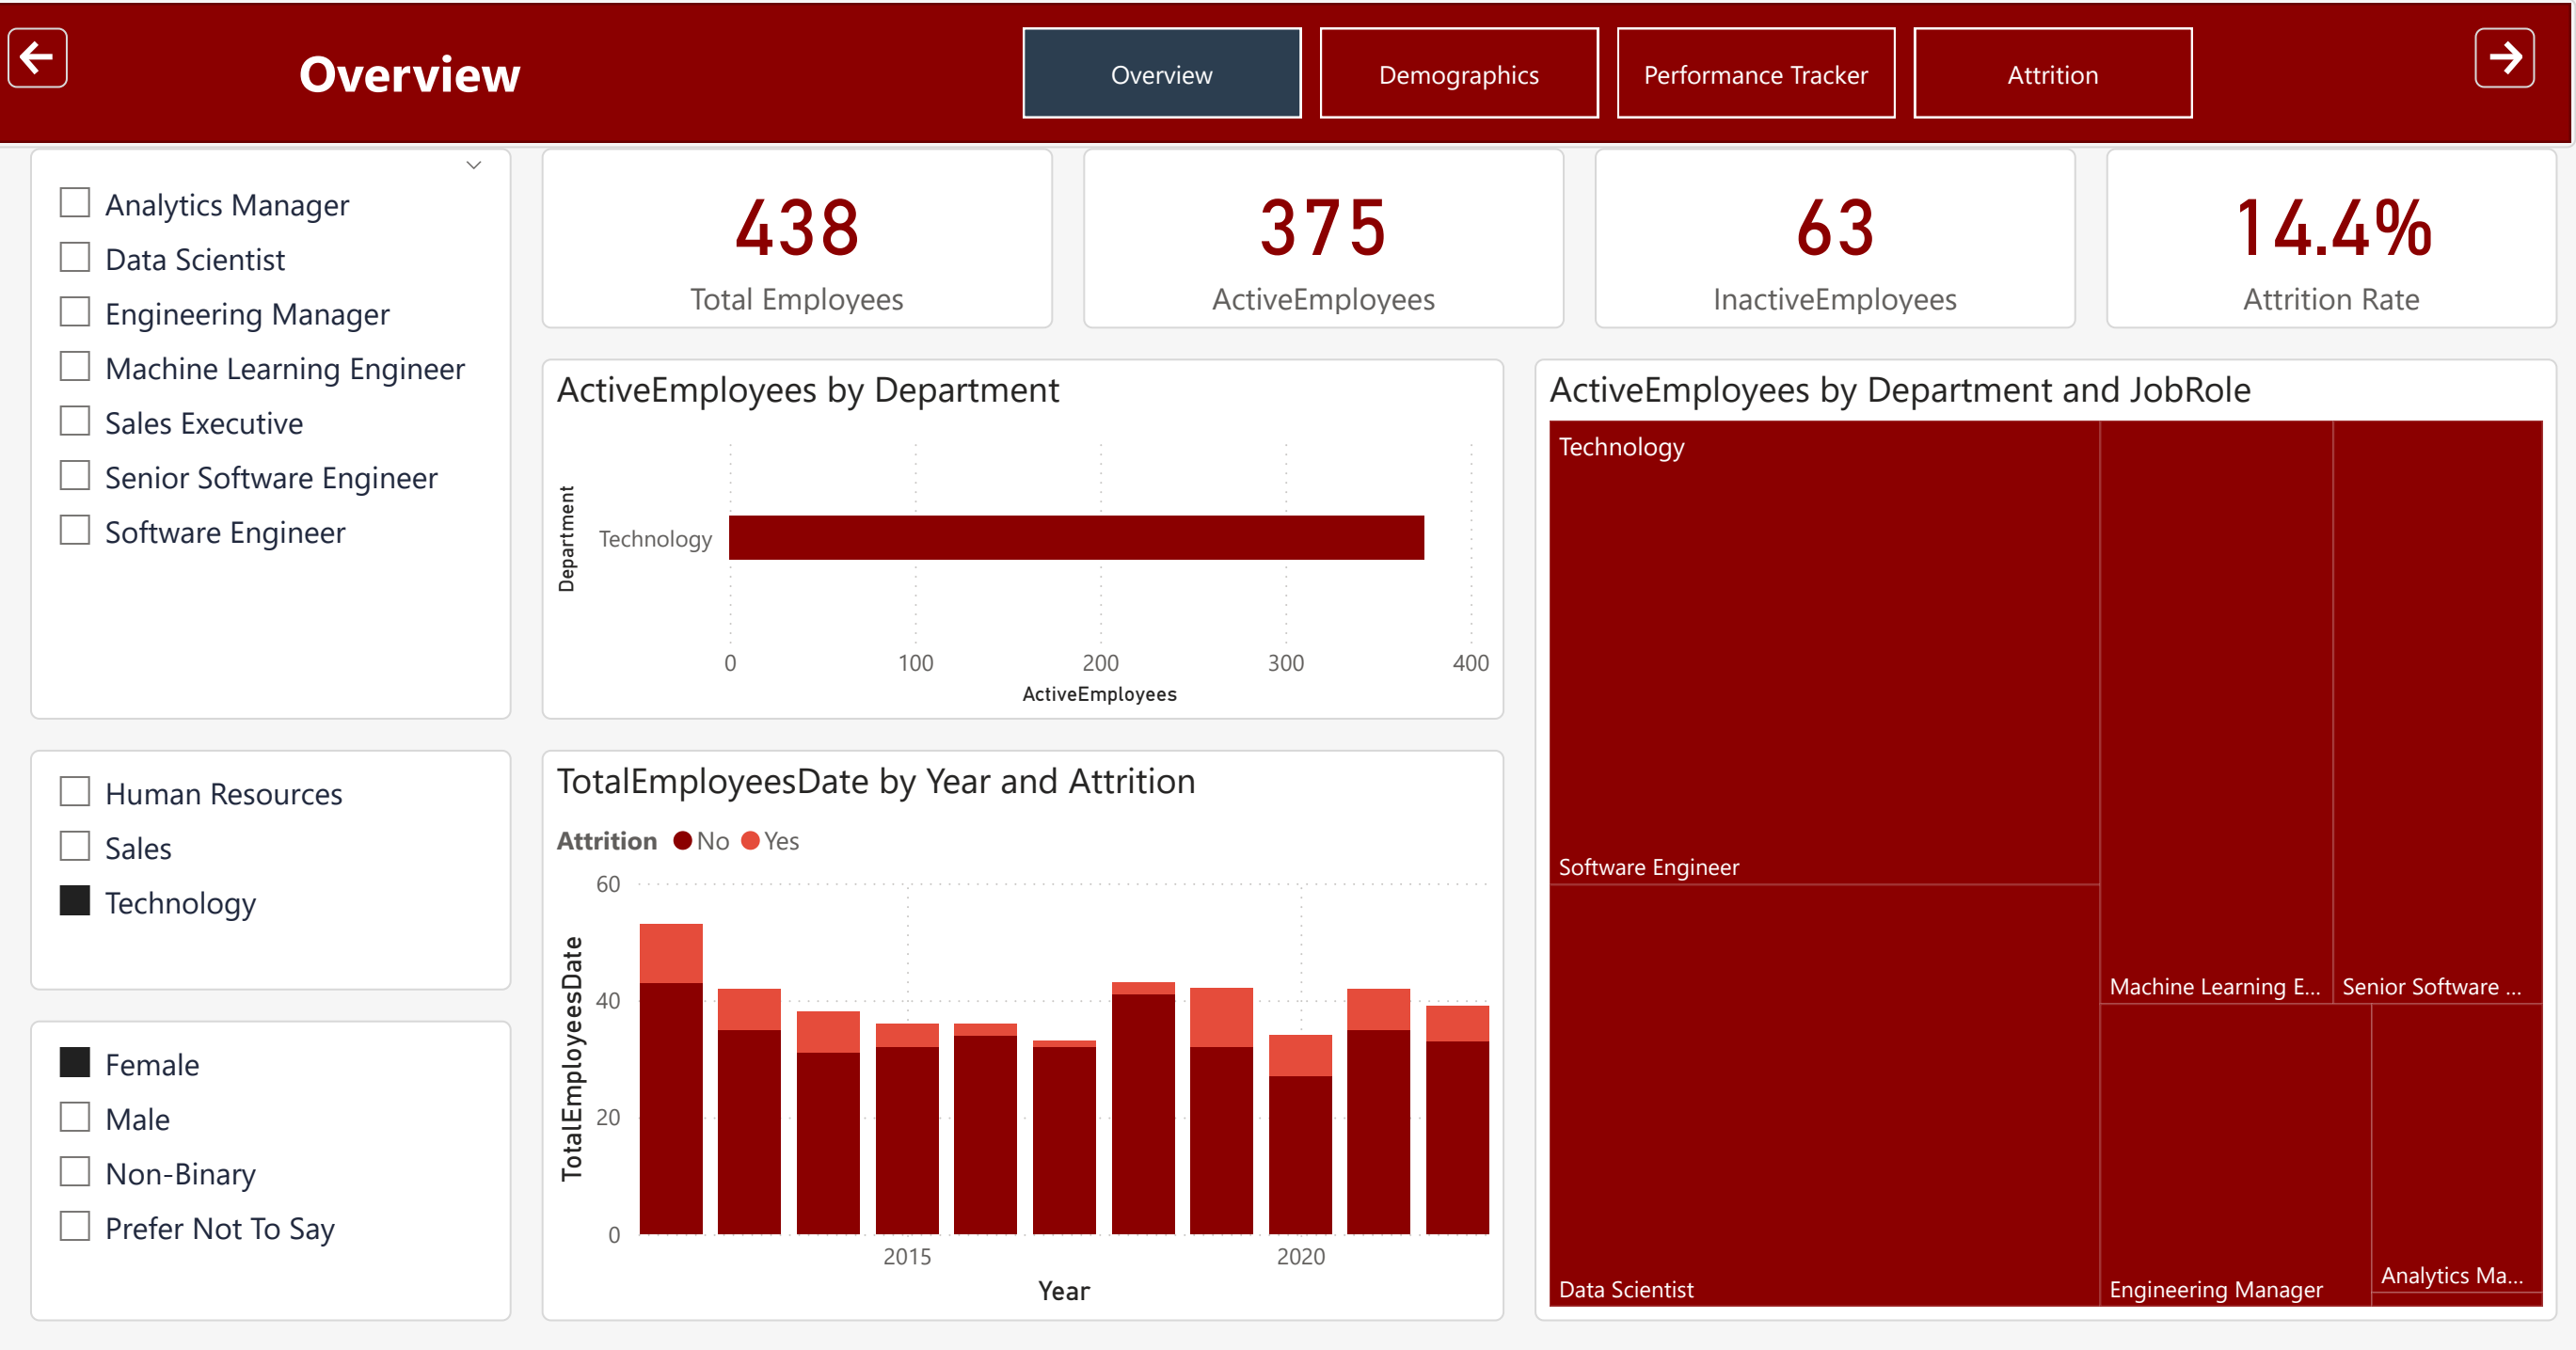 Overview
Overview
Demographics
Performance Tracker
Attrition
Analytics Manager
Data Scientist
Engineering Manager
Machine Learning Engineer
Sales Executive
Senior Software Engineer
Software Engineer
438
Total Employees
375
ActiveEmployees
63
InactiveEmployees
14.4%
Attrition Rate
ActiveEmployees by Department
Department
Technology
0 100 200 300 400
ActiveEmployees
ActiveEmployees by Department and JobRole
Technology
Software Engineer
Data Scientist
Machine Learning E...
Senior Software ...
Engineering Manager
Analytics Ma...
Human Resources
Sales
Technology
Female
Male
Non-Binary
Prefer Not To Say
TotalEmployeesDate by Year and Attrition
Attrition No Yes
TotalEmployeesDate
60
40
20
0
2015 2020
Year